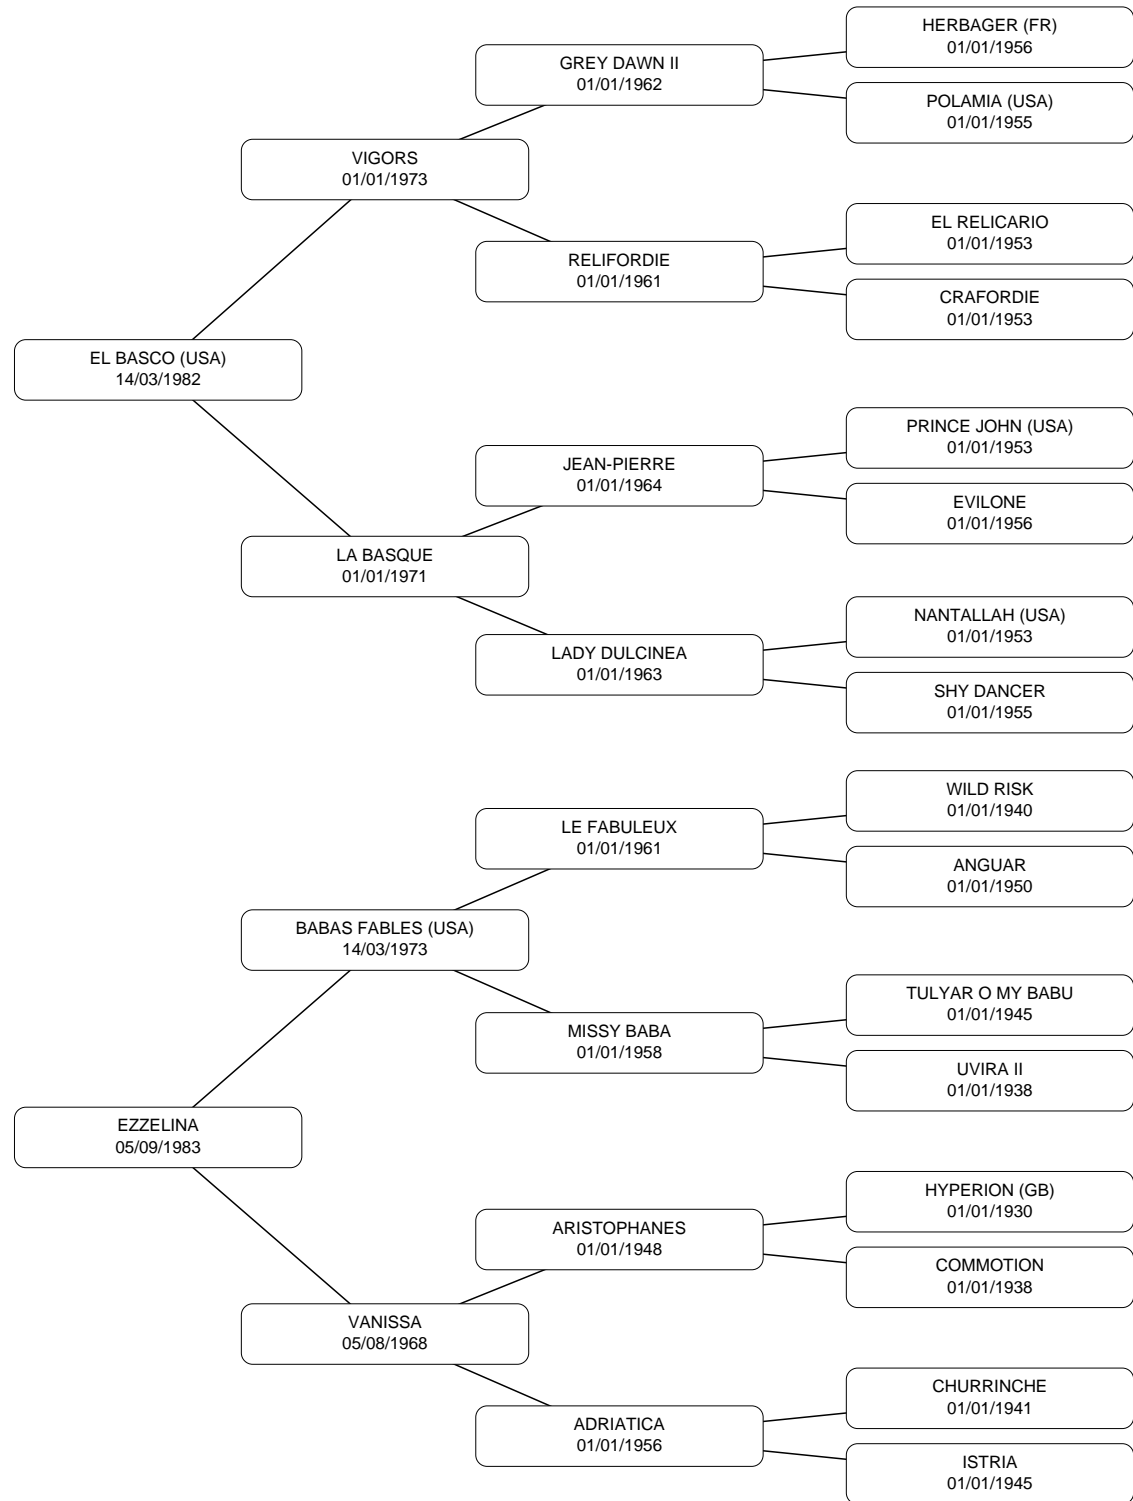 HERBAGER (FR)
01/01/1956
GREY DAWN II
01/01/1962
POLAMIA (USA)
01/01/1955
VIGORS
01/01/1973
EL RELICARIO
01/01/1953
RELIFORDIE
01/01/1961
CRAFORDIE
01/01/1953
EL BASCO (USA)
14/03/1982
PRINCE JOHN (USA)
01/01/1953
JEAN-PIERRE
01/01/1964
EVILONE
01/01/1956
LA BASQUE
01/01/1971
NANTALLAH (USA)
01/01/1953
LADY DULCINEA
01/01/1963
SHY DANCER
01/01/1955
WILD RISK
01/01/1940
LE FABULEUX
01/01/1961
ANGUAR
01/01/1950
BABAS FABLES (USA)
14/03/1973
TULYAR O MY BABU
01/01/1945
MISSY BABA
01/01/1958
UVIRA II
01/01/1938
EZZELINA
05/09/1983
HYPERION (GB)
01/01/1930
ARISTOPHANES
01/01/1948
COMMOTION
01/01/1938
VANISSA
05/08/1968
CHURRINCHE
01/01/1941
ADRIATICA
01/01/1956
ISTRIA
01/01/1945